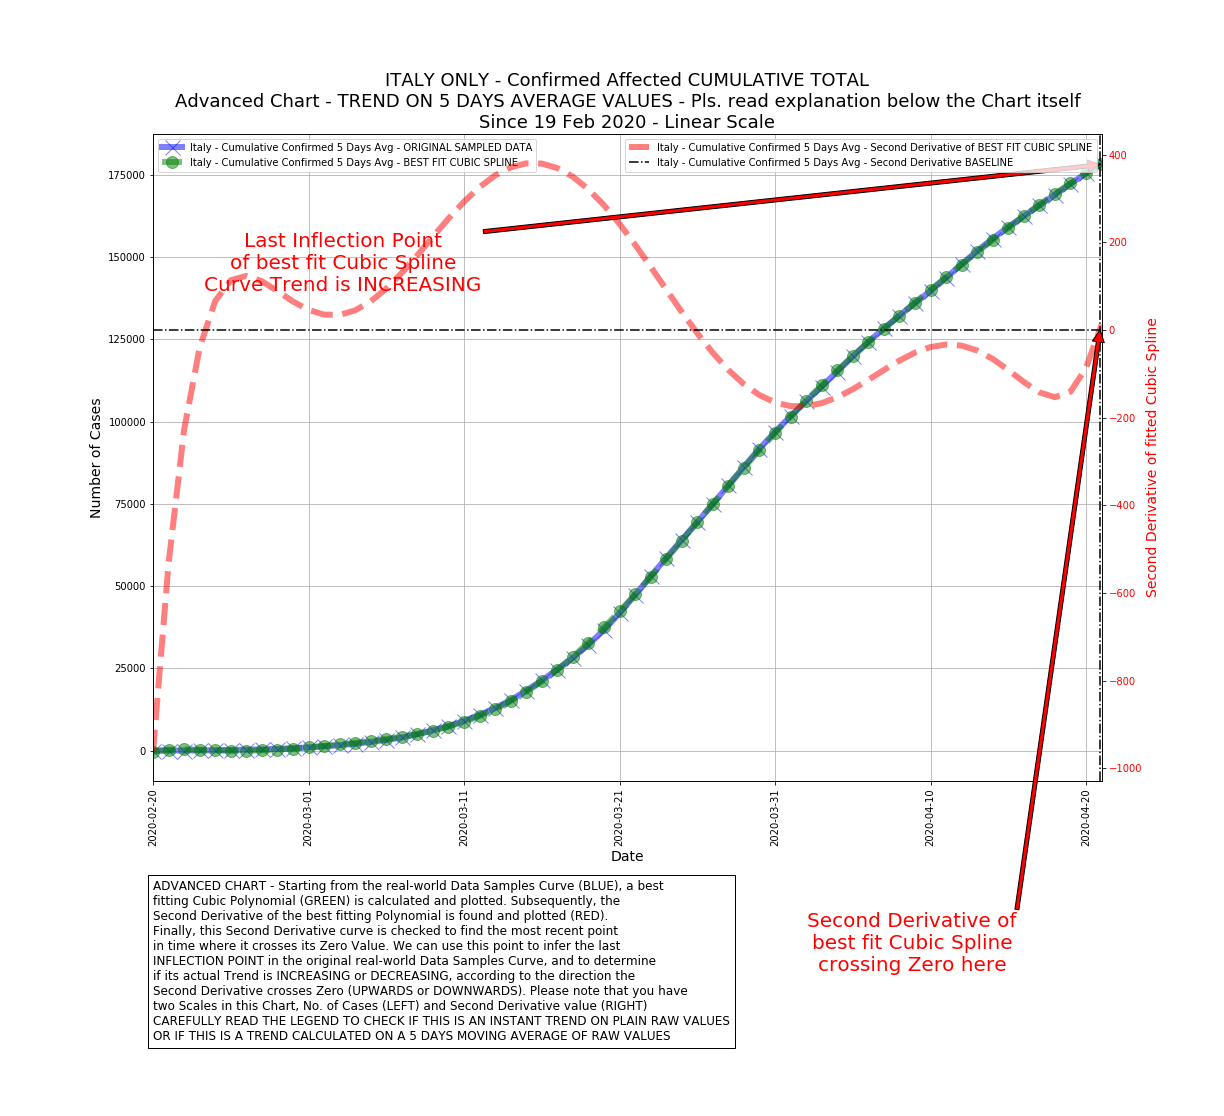 ITALY ONLY - Confirmed Affected CUMULATIVE TOTAL
Advanced Chart - TREND ON 5 DAYS AVERAGE VALUES - Pls. read explanation below the Chart itself
Since 19 Feb 2020 - Linear Scale
Italy - Cumulative Confirmed 5 Days Avg - ORIGINAL SAMPLED DATA
Italy - Cumulative Confirmed 5 Days Avg - BEST FIT CUBIC SPLINE
Italy - Cumulative Confirmed 5 Days Avg - Second Derivative of BEST FIT CUBIC SPLINE
Italy - Cumulative Confirmed 5 Days Avg - Second Derivative BASELINE
Last Inflection Point
of best fit Cubic Spline
Curve Trend is INCREASING
Number of Cases
175000
150000
125000
100000
75000
50000
25000
0
400
200
0
−200
−400
−600
−800
−1000
Second Derivative of fitted Cubic Spline
2020-02-20
2020-03-01
2020-03-11
2020-03-21
2020-03-31
2020-04-10
2020-04-20
Date
ADVANCED CHART - Starting from the real-world Data Samples Curve (BLUE), a best
fitting Cubic Polynomial (GREEN) is calculated and plotted. Subsequently, the
Second Derivative of the best fitting Polynomial is found and plotted (RED).
Finally, this Second Derivative curve is checked to find the most recent point
in time where it crosses its Zero Value. We can use this point to infer the last
INFLECTION POINT in the original real-world Data Samples Curve, and to determine
if its actual Trend is INCREASING or DECREASING, according to the direction the
Second Derivative crosses Zero (UPWARDS or DOWNWARDS). Please note that you have
two Scales in this Chart, No. of Cases (LEFT) and Second Derivative value (RIGHT)
CAREFULLY READ THE LEGEND TO CHECK IF THIS IS AN INSTANT TREND ON PLAIN RAW VALUES
OR IF THIS IS A TREND CALCULATED ON A 5 DAYS MOVING AVERAGE OF RAW VALUES
Second Derivative of
best fit Cubic Spline
crossing Zero here